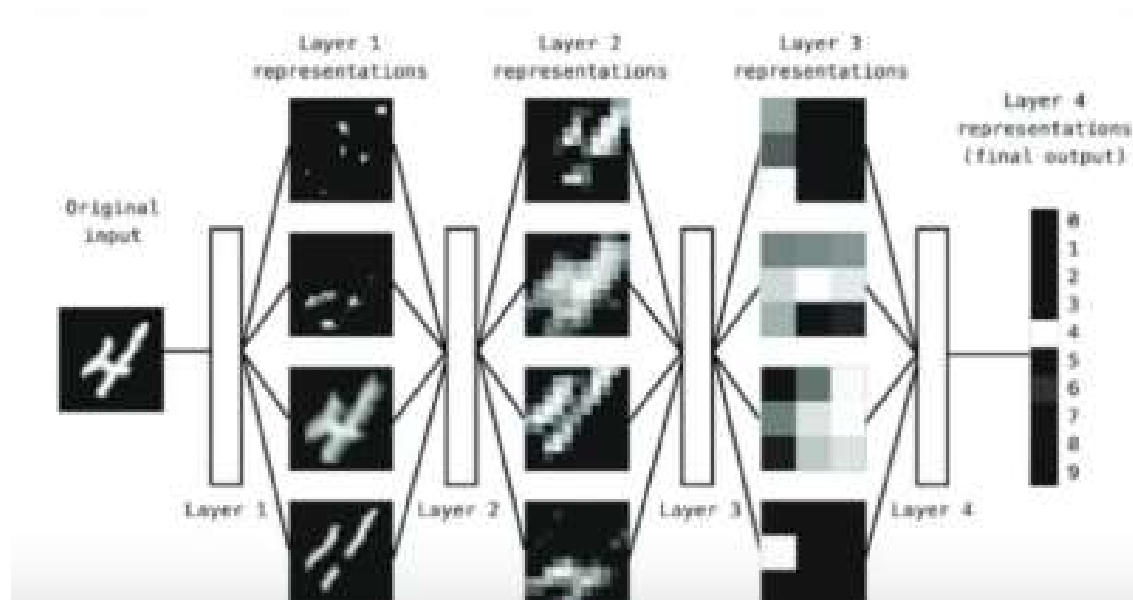 Layer 1
representations
Layer 2
representations
Layer 3
representations
Layer 4
representations
(final output)
Original
input
0
1
2
3
4
5
6
7
8
9
Layer 1
Layer 2
Layer 3
Layer 4